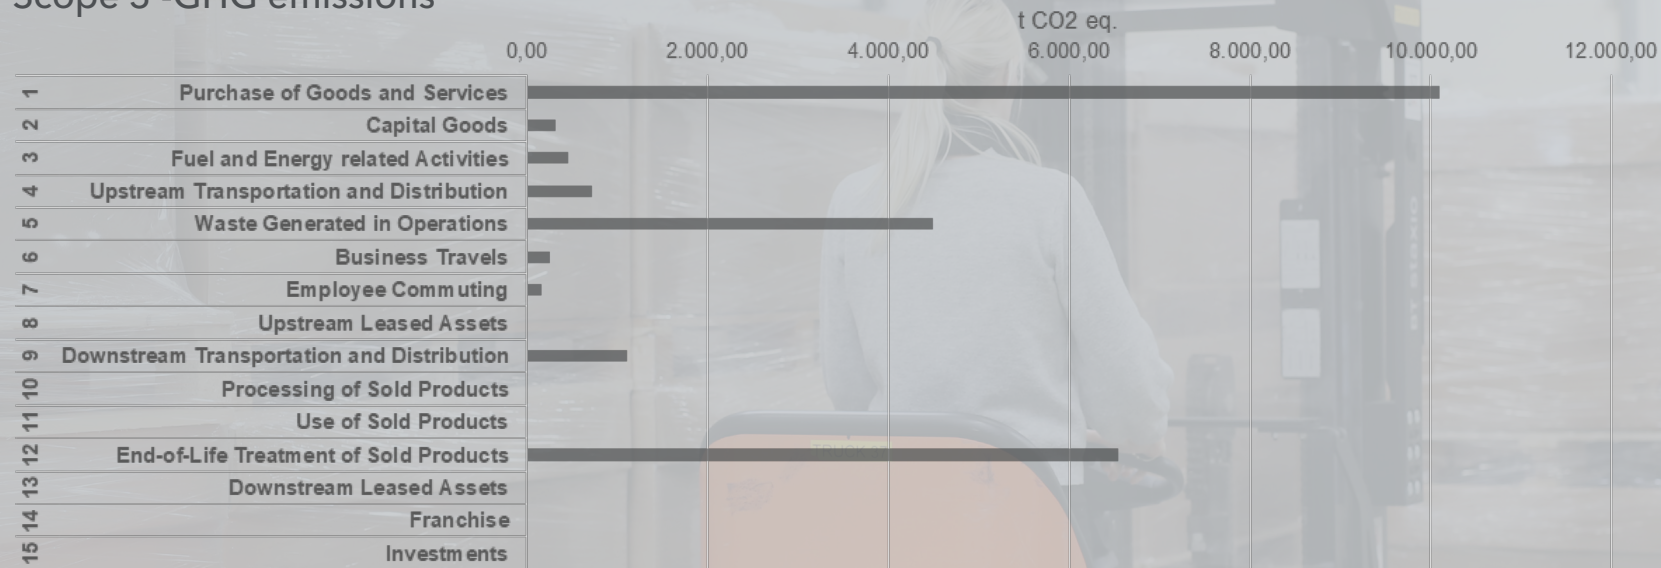 Scope 3 -GHG emissions
t CO2 eq.
0,00 2.000,00 4.000,00 6.000,00 8.000,00 10.000,00 12.000,00
1 Purchase of Goods and Services
2 Capital Goods
3 Fuel and Energy related Activities
4 Upstream Transportation and Distribution
5 Waste Generated in Operations
6 Business Travels
7 Employee Commuting
8 Upstream Leased Assets
9 Downstream Transportation and Distribution
10 Processing of Sold Products
11 Use of Sold Products
12 End-of-Life Treatment of Sold Products
13 Downstream Leased Assets
14 Franchise
15 Investments